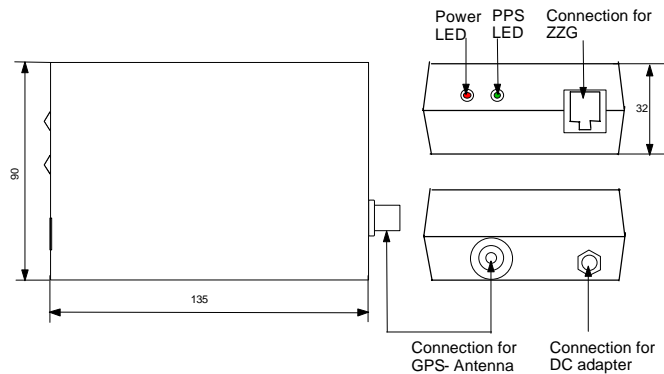 Power
LED
PPS
LED
Connection for
ZZG
32
90
135
Connection for
GPS- Antenna
Connection for
DC adapter